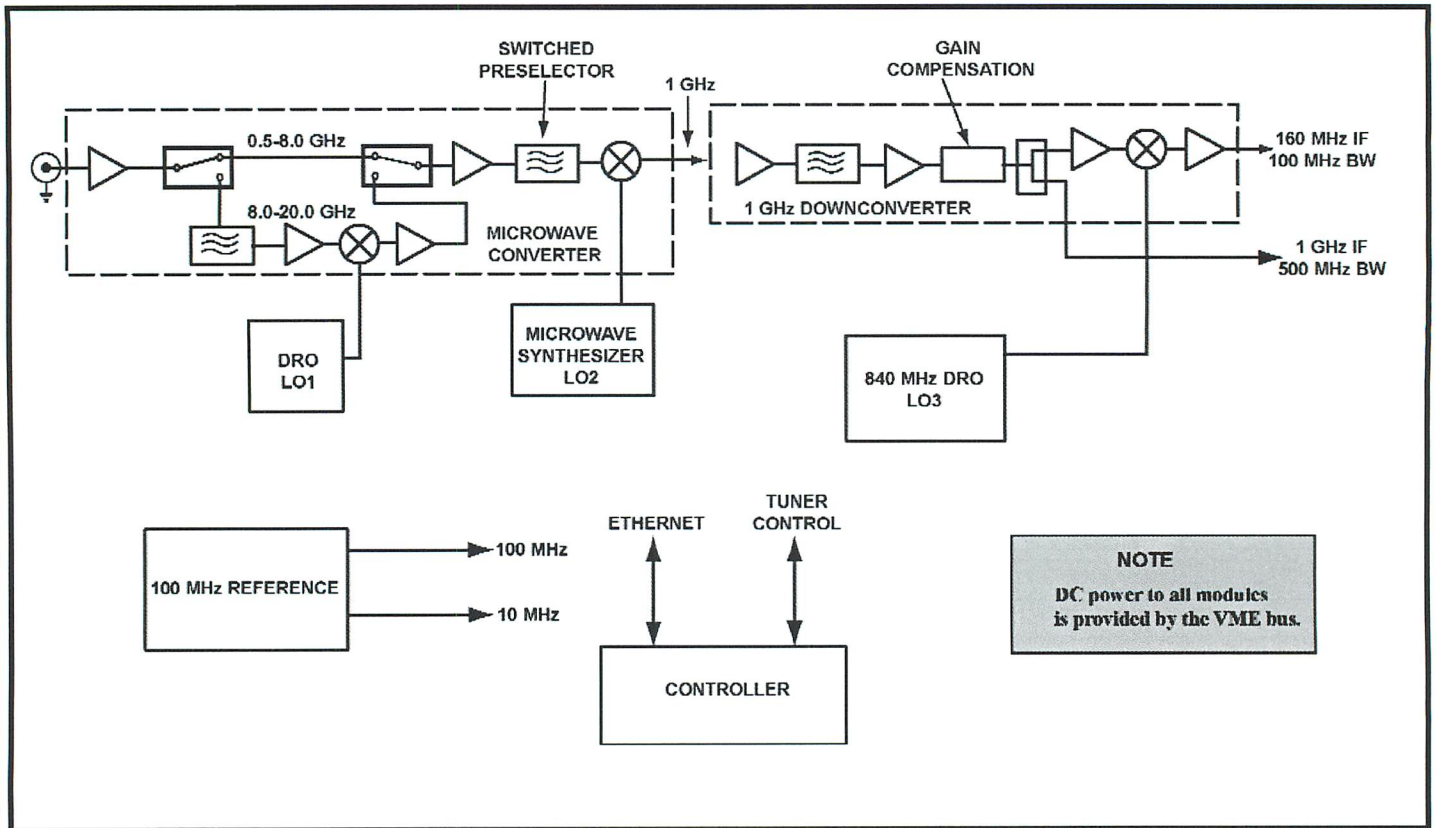 SWITCHED
PRESELECTOR
1 GHz
GAIN
COMPENSATION
0.5-8.0 GHz
160 MHz IF
100 MHz BW
8.0-20.0 GHz
MICROWAVE
CONVERTER
1 GHz DOWNCONVERTER
1 GHz IF
500 MHz BW
DRO
LO1
MICROWAVE
SYNTHESIZER
LO2
840 MHz DRO
LO3
100 MHz REFERENCE
100 MHz
10 MHz
ETHERNET
TUNER
CONTROL
CONTROLLER
NOTE
DC power to all modules
is provided by the VME bus.